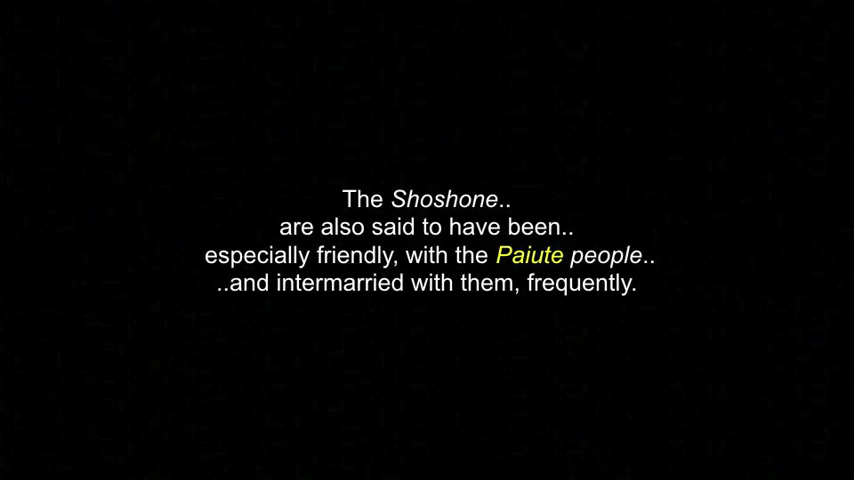 The Shoshone..
are also said to have been..
especially friendly, with the Paiute people..
..and intermarried with them, frequently.